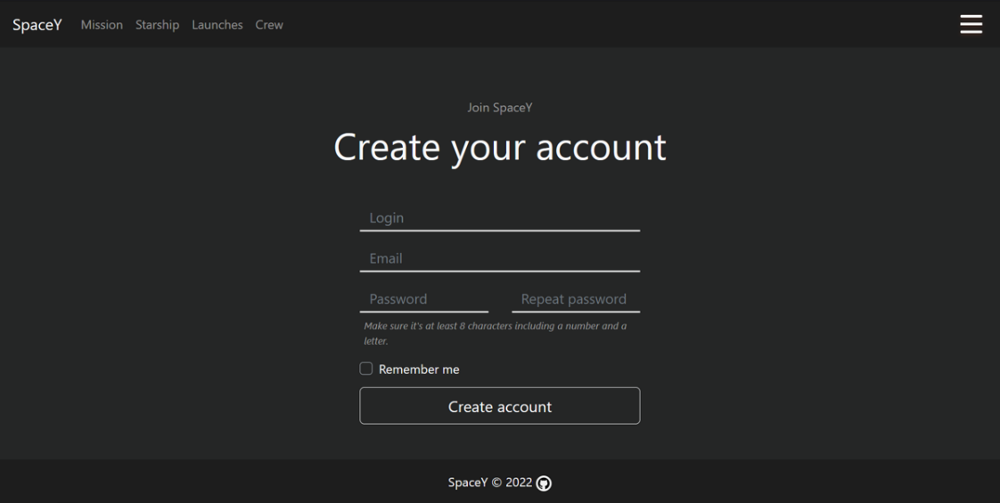 SpaceY Mission Starship Launches Crew
Join SpaceY
Create your account
Login
Email
Password Repeat password
Make sure it's at least 8 characters including a number and a
letter.
Remember me
Create account
SpaceY © 2022